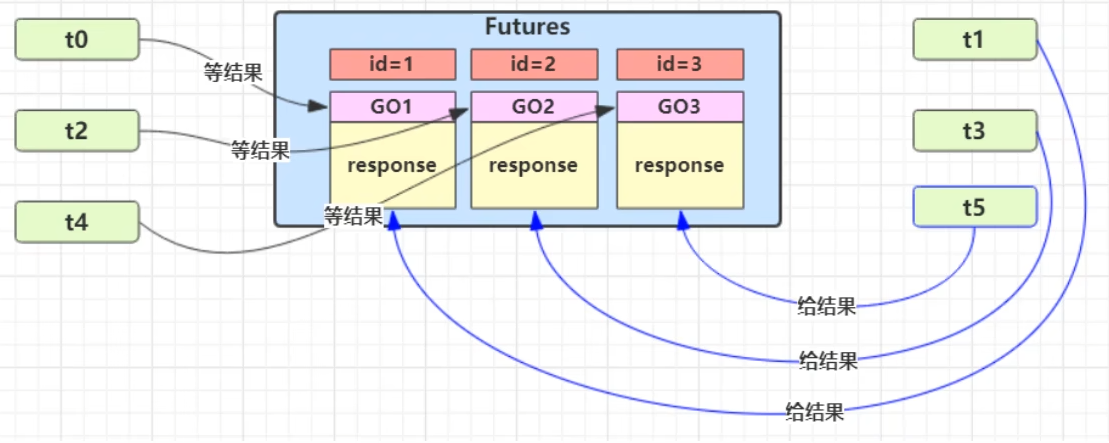 Futures
t0
t2
t4
等结果
等结果
等结果
id=1
id=2
id=3
GO1
GO2
GO3
response
response
response
t1
t3
t5
给结果
给结果
给结果